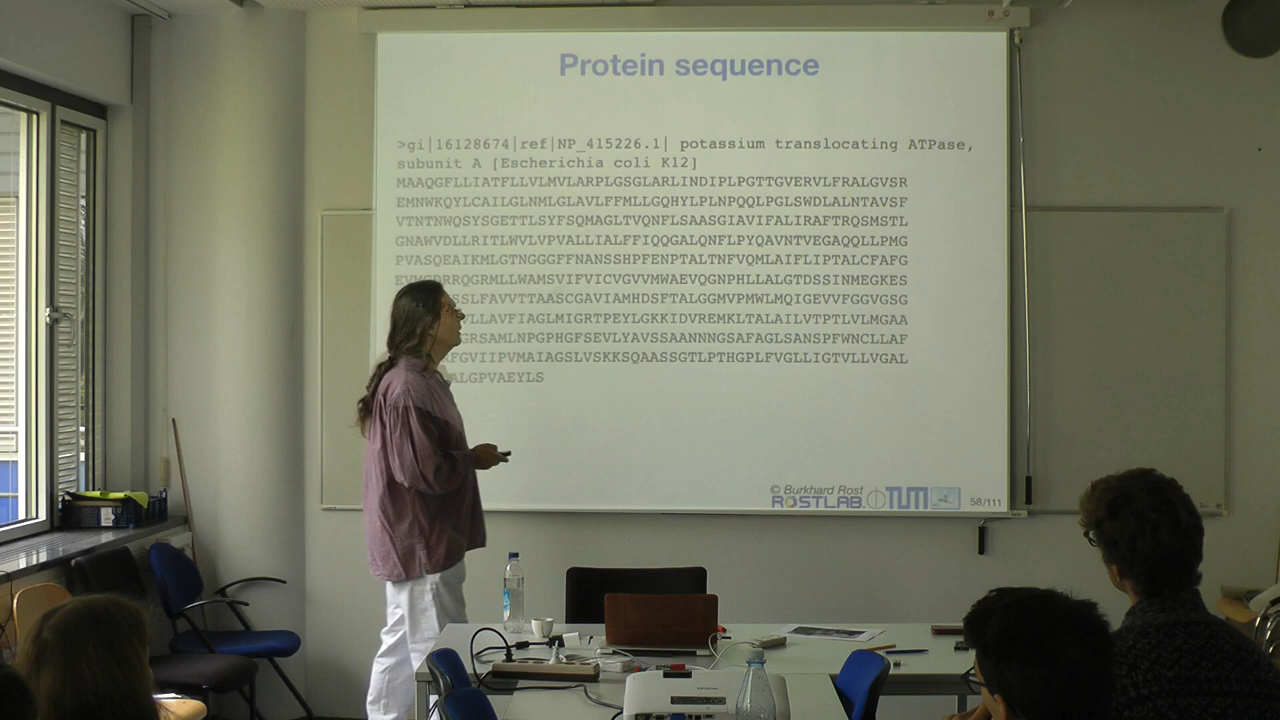 Protein sequence
>gi|16128674|ref|NP_415226.1| potassium translocating ATPase,
subunit A [Escherichia coli K12]
MAAQGFLLIATFLLVLMVLARPLGSGLARLINDIPLPGTTGVERVLFRALGVSR
EMNWKQYLCAILGLNMLGLAVLFFMLLGQHYLPLNPQQLPGLSWDLALNTAVSF
VTNTNWQSYSGETTLSYFSQMAGLTVQNFLSAASGIAVIFALIRAFTRQSMSTL
GNAWVDLLRITLWVLVPVALLIALFFIQQGALQNFLPYQAVNTVEGAQQLLPMG
PVASQEAIKMLGTNGGGFFNANSSHPFENPTALTNFVQMLAIFLIPTALCFAFG
EVMGDRRQGRMLLWAMSVIFVICVGVVMWAEVQGNPHLLALGTDSSINMEGKES
SSLFAVVTTAASCGAVIAMHDSFTALGGMVPMWLMQIGEVVFGGVGSG
LLAVFIAGLMIGRTPEYLGKKIDVREMKLTALAILVTPTLVLMGAA
GRSAMLNPGPHGFSEVLYAVSSAANNNGSAFAGLSANSPFWNCLLAF
FGVIIPVMAIAGSLVSKKSQAASSGTLPTHGPLFVGLLIGTVLLVGAL
ALGPVAEYLS
© Burkhard Rost
ROSTLAB TUM 58/111